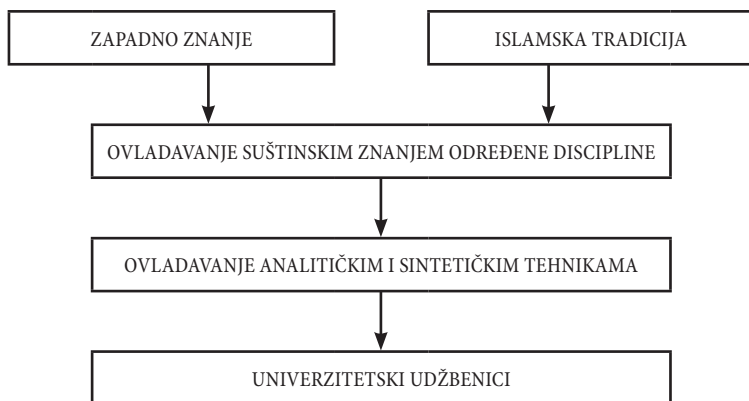 ZAPADNO ZNANJE
ISLAMSKA TRADICIJA
OVLADAVANJE SUŠTINSKIM ZNANJEM ODREĐENE DISCIPLINE
OVLADAVANJE ANALITIČKIM I SINTETIČKIM TEHNIKAMA
UNIVERZITETSKI UDŽBENICI